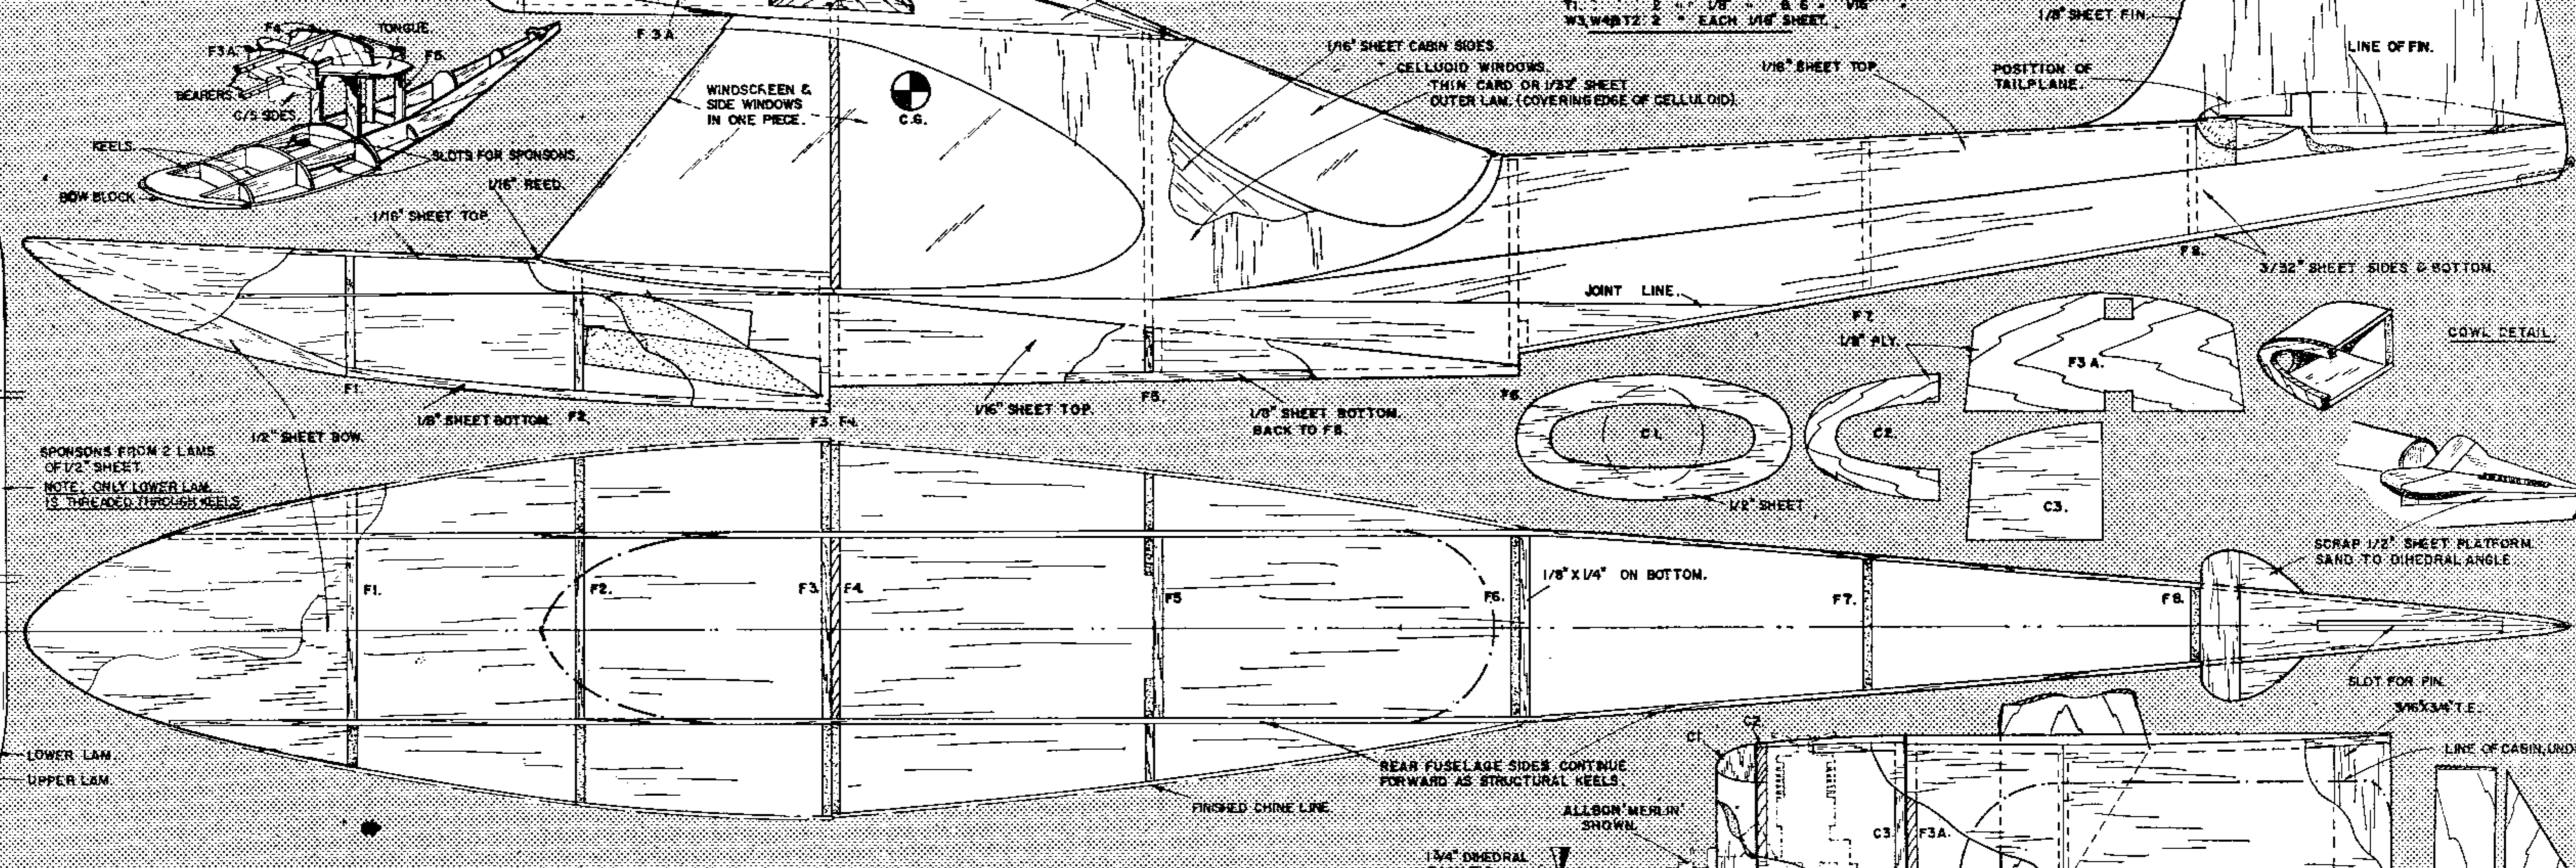 F4.
TONGUE.
F3A.
F5.
BEARERS.
C/S SIDES.
KEELS.
SLOTS FOR SPONSONS.
BOW BLOCK
1/16" REED.
1/16" SHEET TOP
F 3 A.
WINDSCREEN &
SIDE WINDOWS
IN ONE PIECE.
C.G.
W3, W4 & T2: 2 " EACH 1/16" SHEET.
1/16" SHEET CABIN SIDES.
CELLULOID WINDOWS.
THIN CARD OR 1/32" SHEET
OUTER LAM. (COVERING EDGE OF CELLULOID).
1/16" SHEET TOP.
1/8" SHEET FIN.
LINE OF FIN.
POSITION OF
TAILPLANE.
F8.
3/32" SHEET SIDES & BOTTOM.
JOINT LINE.
F7.
1/8" PLY.
F3 A.
COWL DETAIL
F1.
1/8" SHEET BOTTOM.
F2.
F3.
F4.
1/16" SHEET TOP.
F5.
1/8" SHEET BOTTOM.
BACK TO F8.
F6.
C1.
C2.
1/2" SHEET
C3.
1/2" SHEET BOW.
SPONSONS FROM 2 LAMS
OF 1/2" SHEET.
NOTE: ONLY LOWER LAM.
IS THREADED THROUGH KEELS
SCRAP 1/2" SHEET PLATFORM.
SAND TO DIHEDRAL ANGLE.
F1.
F2.
F3.
F4.
F5
F6.
1/8" X 1/4" ON BOTTOM.
F7.
F8.
SLOT FOR FIN.
3/16" X 3/4" T.E.
LINE OF CABIN, UND
LOWER LAM.
UPPER LAM.
REAR FUSELAGE SIDES CONTINUE
FORWARD AS STRUCTURAL KEELS.
FINISHED CHINE LINE.
C1.
C2.
ALLBON 'MERLIN'
SHOWN.
C3.
F3A.
1 3/4" DIHEDRAL